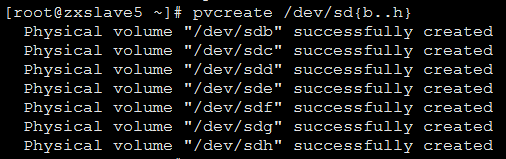 [root@zxslave5 ~]# pvcreate /dev/sd{b..h}
  Physical volume "/dev/sdb" successfully created
  Physical volume "/dev/sdc" successfully created
  Physical volume "/dev/sdd" successfully created
  Physical volume "/dev/sde" successfully created
  Physical volume "/dev/sdf" successfully created
  Physical volume "/dev/sdg" successfully created
  Physical volume "/dev/sdh" successfully created